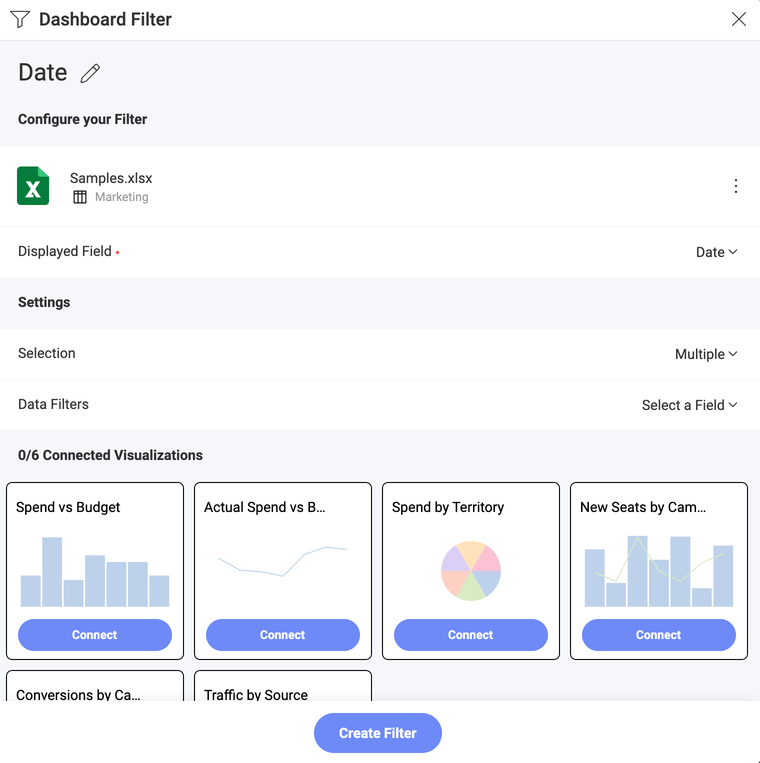 Dashboard Filter
Date
Configure your Filter
Samples.xlsx
Marketing
Displayed Field
Date
Settings
Selection
Multiple
Data Filters
Select a Field
0/6 Connected Visualizations
Spend vs Budget
Actual Spend vs B...
Spend by Territory
New Seats by Cam...
Connect
Connect
Connect
Connect
Conversions by Ca...
Traffic by Source
Create Filter